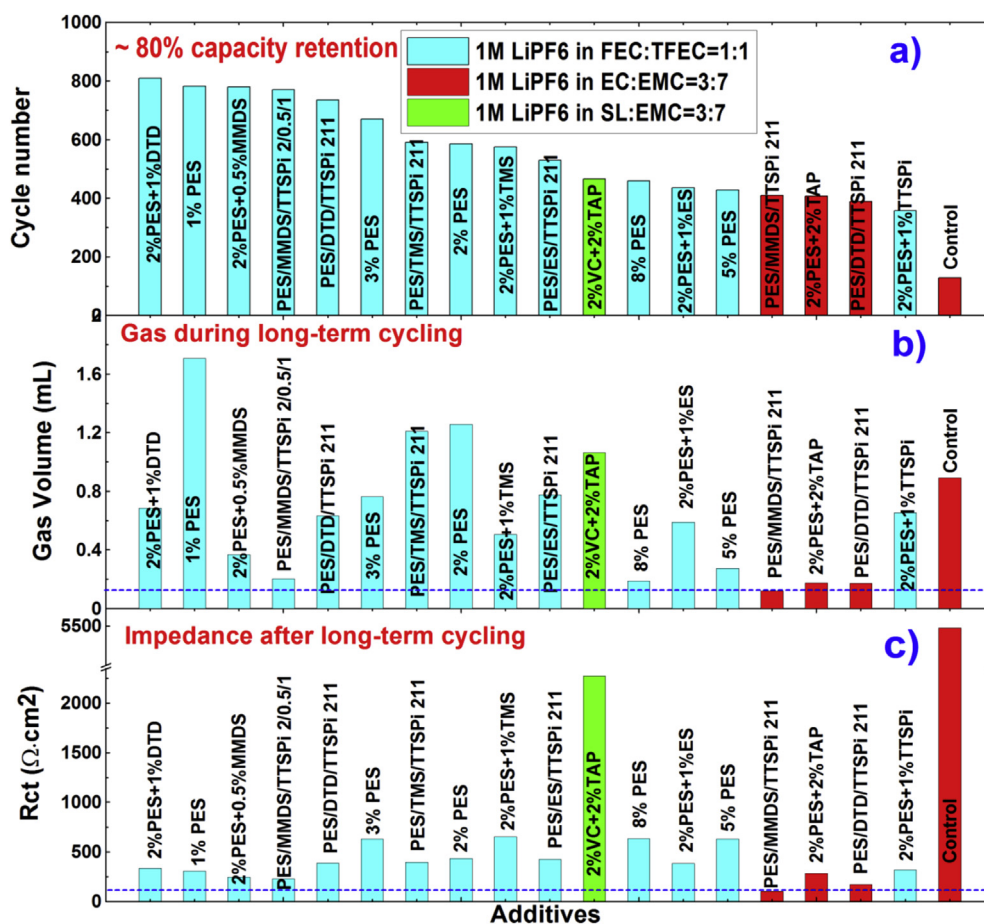 ~ 80% capacity retention
1M LiPF6 in FEC:TFEC=1:1
1M LiPF6 in EC:EMC=3:7
1M LiPF6 in SL:EMC=3:7
a)
Cycle number
1000
800
600
400
200
0
2%PES+1%DTD
1% PES
2%PES+0.5%MMDS
PES/MMDS/TTSPi 2/0.5/1
PES/DTD/TTSPi 211
3% PES
PES/TMS/TTSPi 211
2% PES
2%PES+1%TMS
PES/ES/TTSPi 211
2%VC+2%TAP
8% PES
2%PES+1%ES
5% PES
PES/MMDS/TTSPi 211
2%PES+2%TAP
PES/DTD/TTSPi 211
2%PES+1%TTSPi
Control
Gas during long-term cycling
b)
Gas Volume (mL)
2
1.6
1.2
0.8
0.4
0
2%PES+1%DTD
1% PES
2%PES+0.5%MMDS
PES/MMDS/TTSPi 2/0.5/1
PES/DTD/TTSPi 211
3% PES
PES/TMS/TTSPi 211
2% PES
2%PES+1%TMS
PES/ES/TTSPi 211
2%VC+2%TAP
8% PES
2%PES+1%ES
5% PES
PES/MMDS/TTSPi 211
2%PES+2%TAP
PES/DTD/TTSPi 211
2%PES+1%TTSPi
Control
Impedance after long-term cycling
c)
Rct (Ω·cm2)
5500
2000
1500
1000
500
0
2%PES+1%DTD
1% PES
2%PES+0.5%MMDS
PES/MMDS/TTSPi 2/0.5/1
PES/DTD/TTSPi 211
3% PES
PES/TMS/TTSPi 211
2% PES
2%PES+1%TMS
PES/ES/TTSPi 211
2%VC+2%TAP
8% PES
2%PES+1%ES
5% PES
PES/MMDS/TTSPi 211
2%PES+2%TAP
PES/DTD/TTSPi 211
2%PES+1%TTSPi
Control
Additives